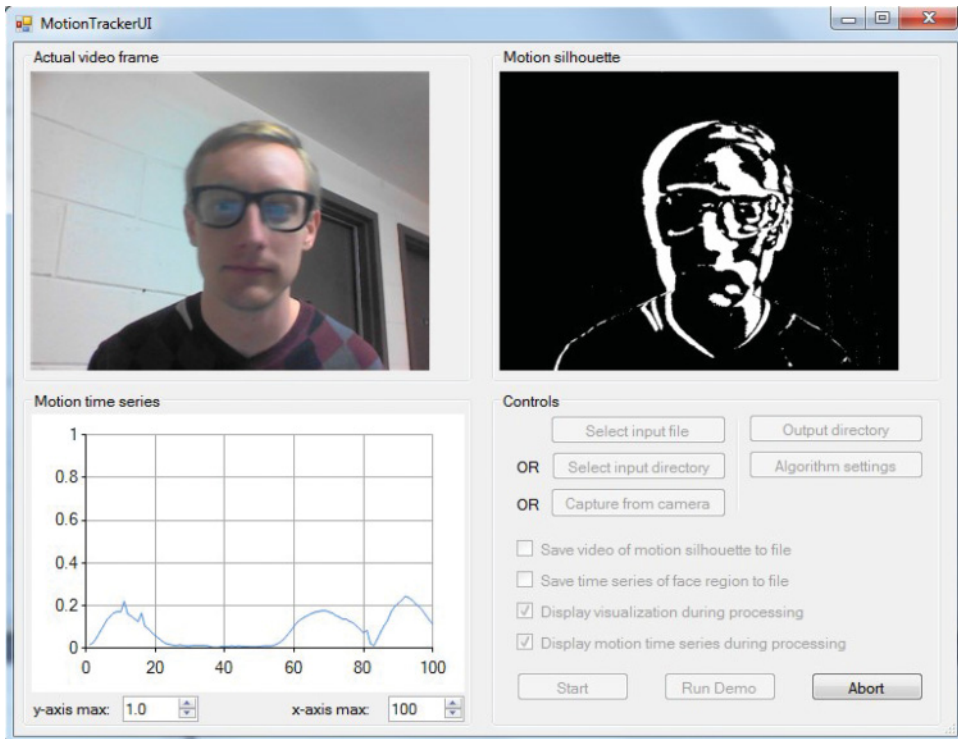 MotionTrackerUI
Actual video frame
Motion silhouette
Motion time series
1
0.8
0.6
0.4
0.2
0
0 20 40 60 80 100
y-axis max: 1.0 x-axis max: 100
Controls
Select input file Output directory
OR Select input directory Algorithm settings
OR Capture from camera
Save video of motion silhouette to file
Save time series of face region to file
Display visualization during processing
Display motion time series during processing
Start Run Demo Abort